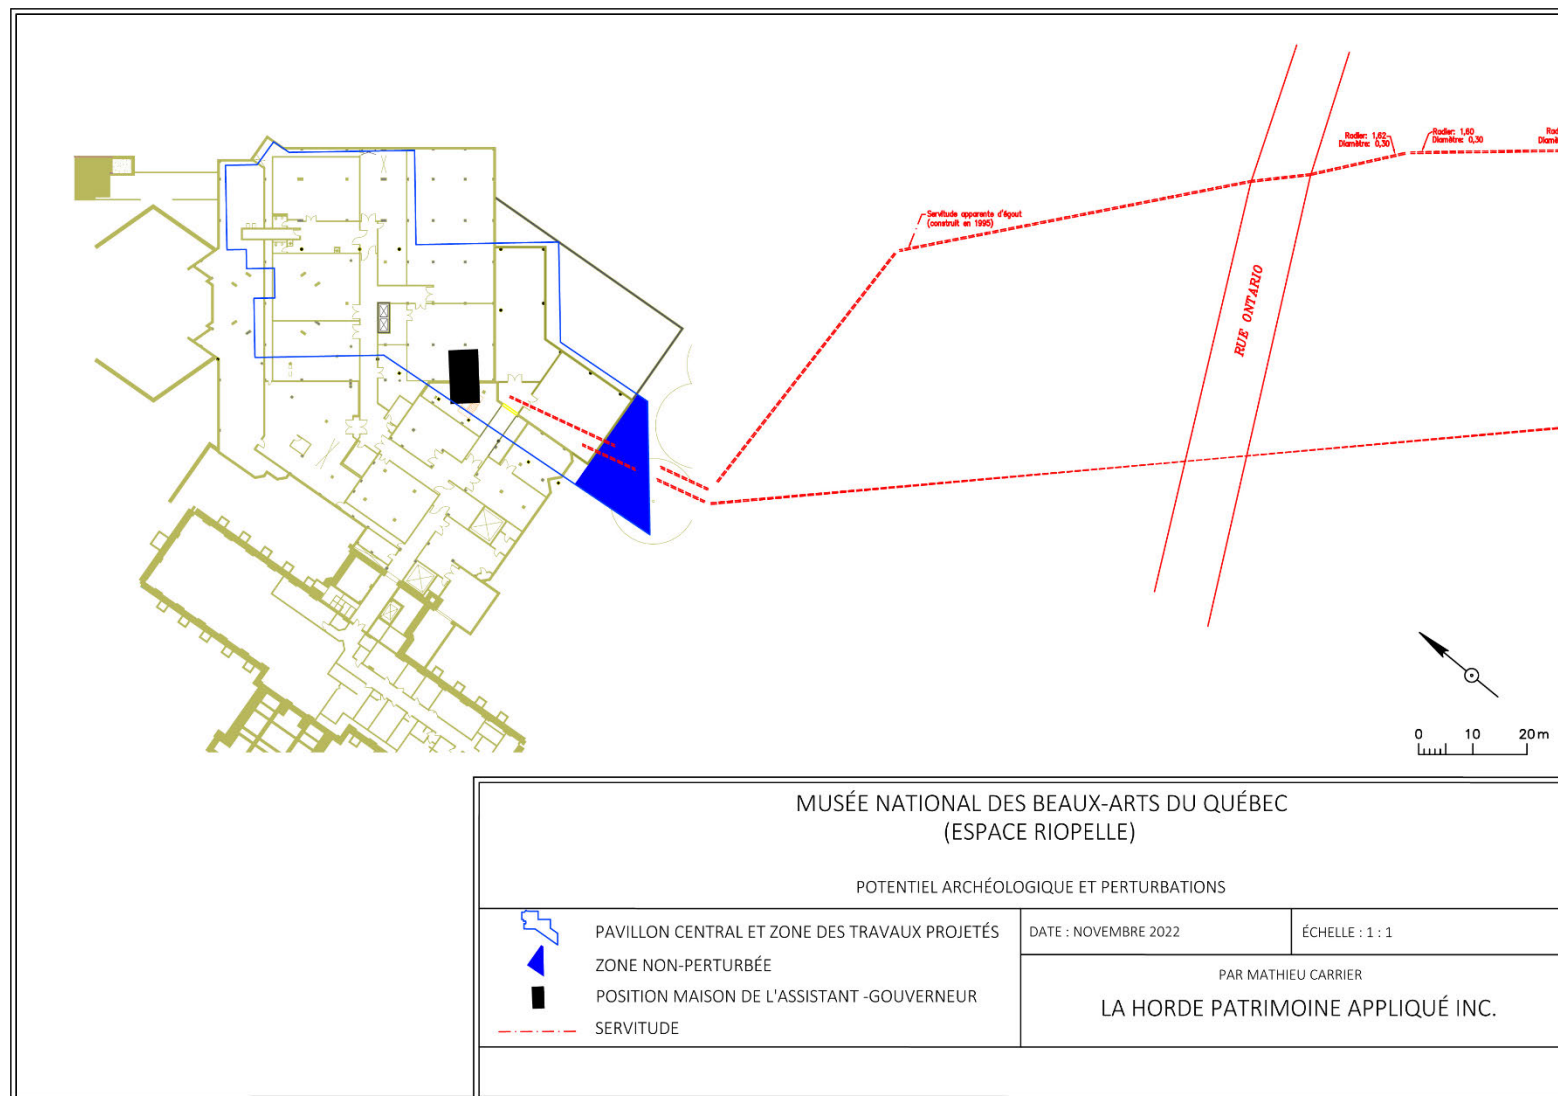 Radier: 1,62
Diamètre: 0,30
Radier: 1,60
Diamètre: 0,30
Servitude apparente d'égout
(construit en 1995)
RUE ONTARIO
0 10 20m
MUSÉE NATIONAL DES BEAUX-ARTS DU QUÉBEC
(ESPACE RIOPELLE)
POTENTIEL ARCHÉOLOGIQUE ET PERTURBATIONS
PAVILLON CENTRAL ET ZONE DES TRAVAUX PROJETÉS
ZONE NON-PERTURBÉE
POSITION MAISON DE L'ASSISTANT -GOUVERNEUR
SERVITUDE
DATE : NOVEMBRE 2022
ÉCHELLE : 1 : 1
PAR MATHIEU CARRIER
LA HORDE PATRIMOINE APPLIQUÉ INC.